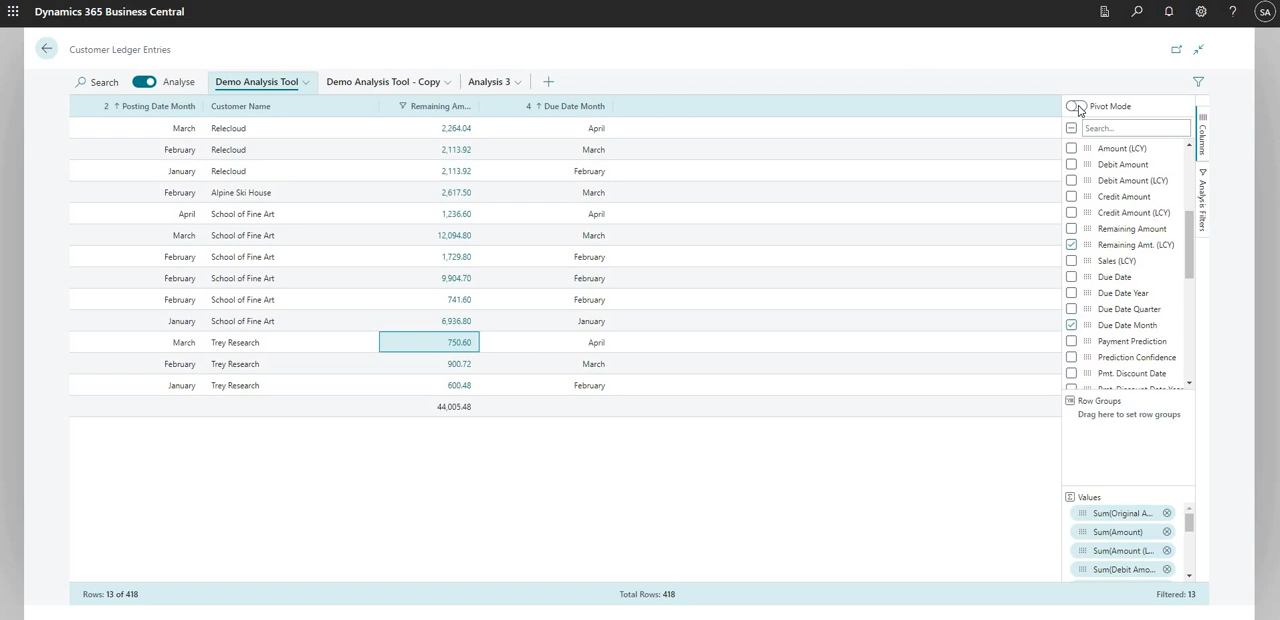 Dynamics 365 Business Central
SA
Customer Ledger Entries
Search Analyse Demo Analysis Tool Demo Analysis Tool - Copy Analysis 3
2 ↑ Posting Date Month Customer Name Remaining Am... 4 ↑ Due Date Month
March Relecloud 2,264.04 April
February Relecloud 2,113.92 March
January Relecloud 2,113.92 February
February Alpine Ski House 2,617.50 March
April School of Fine Art 1,236.60 April
March School of Fine Art 12,094.80 March
February School of Fine Art 1,729.80 February
February School of Fine Art 9,904.70 February
February School of Fine Art 741.60 February
January School of Fine Art 6,936.80 January
March Trey Research 750.60 April
February Trey Research 900.72 March
January Trey Research 600.48 February
44,005.48
Pivot Mode
Search...
Amount (LCY)
Debit Amount
Debit Amount (LCY)
Credit Amount
Credit Amount (LCY)
Remaining Amount
Remaining Amt. (LCY)
Sales (LCY)
Due Date
Due Date Year
Due Date Quarter
Due Date Month
Payment Prediction
Prediction Confidence
Pmt. Discount Date
Pmt. Discount Date Year
Row Groups
Drag here to set row groups
Values
Sum(Original A...
Sum(Amount)
Sum(Amount (L...
Sum(Debit Amo...
Columns
Analysis Filters
Rows: 13 of 418 Total Rows: 418 Filtered: 13